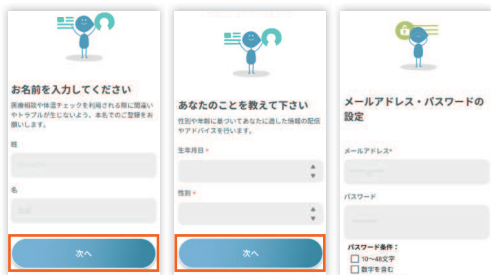 お名前を入力してください
医療相談や体温チェックを利用される際に間違い
やトラブルが生じないよう、本名でのご登録をお
願いします。
姓
名
次へ
あなたのことを教えて下さい
性別や年齢に基づいてあなたに適した情報の配信
やアドバイスを行います。
生年月日*
性別*
次へ
メールアドレス・パスワードの
設定
メールアドレス*
パスワード
パスワード条件：
10〜48文字
数字を含む